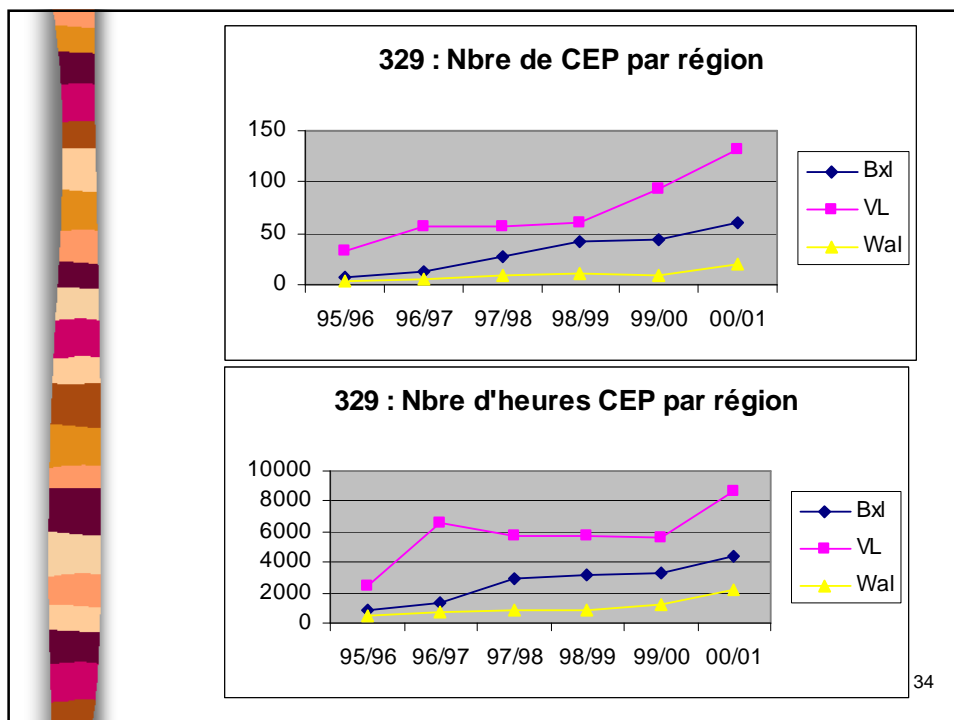 329 : Nbre de CEP par région
150
100
50
0
95/96 96/97 97/98 98/99 99/00 00/01
Bxl
VL
Wal
329 : Nbre d'heures CEP par région
10000
8000
6000
4000
2000
0
95/96 96/97 97/98 98/99 99/00 00/01
Bxl
VL
Wal
34